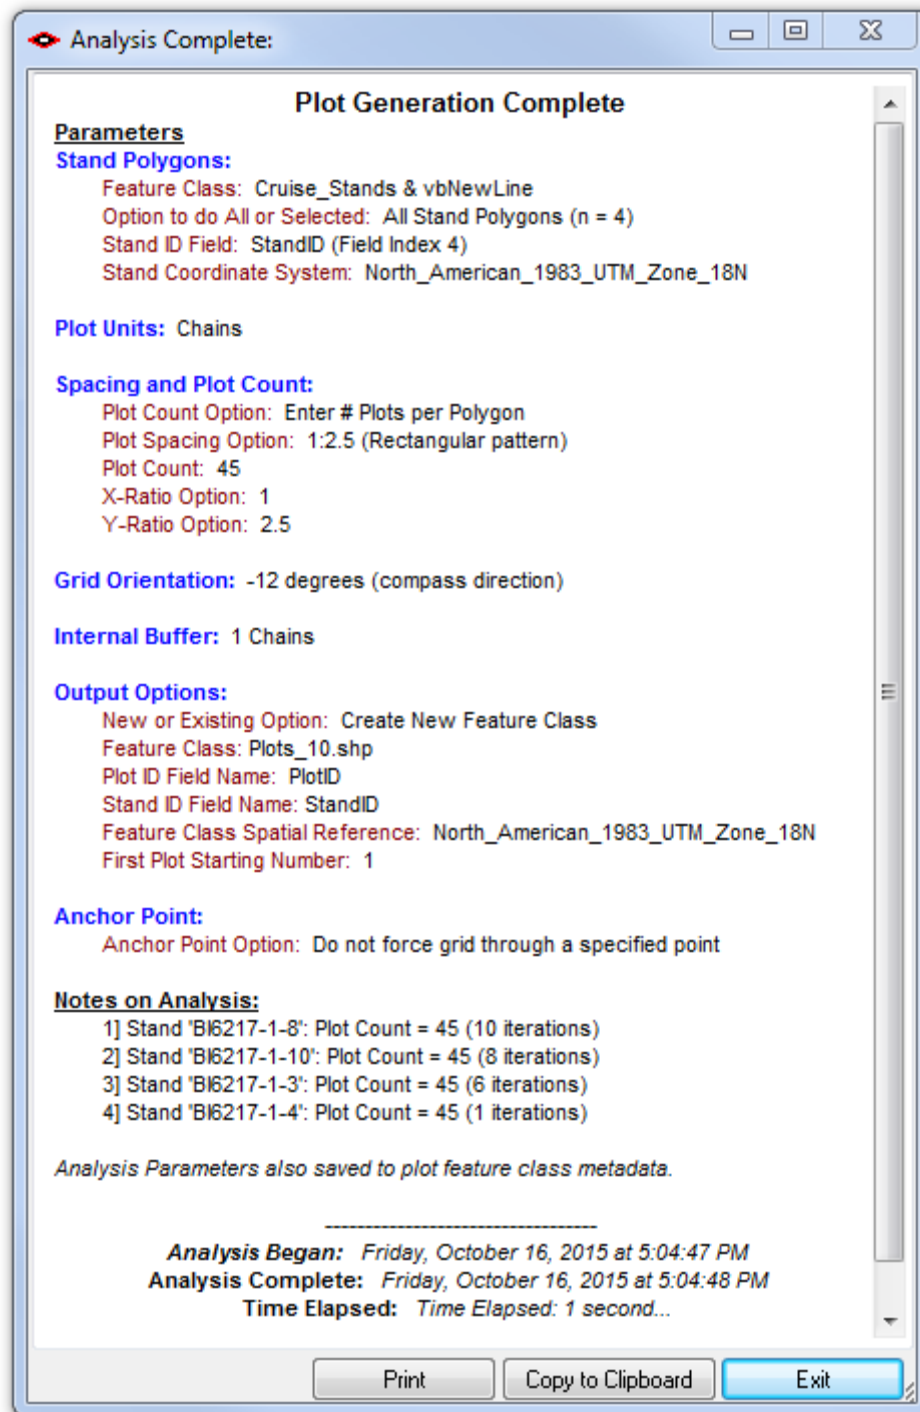 Analysis Complete:
Plot Generation Complete
Parameters
Stand Polygons:
Feature Class: Cruise_Stands & vbNewLine
Option to do All or Selected: All Stand Polygons (n = 4)
Stand ID Field: StandID (Field Index 4)
Stand Coordinate System: North_American_1983_UTM_Zone_18N
Plot Units: Chains
Spacing and Plot Count:
Plot Count Option: Enter # Plots per Polygon
Plot Spacing Option: 1:2.5 (Rectangular pattern)
Plot Count: 45
X-Ratio Option: 1
Y-Ratio Option: 2.5
Grid Orientation: -12 degrees (compass direction)
Internal Buffer: 1 Chains
Output Options:
New or Existing Option: Create New Feature Class
Feature Class: Plots_10.shp
Plot ID Field Name: PlotID
Stand ID Field Name: StandID
Feature Class Spatial Reference: North_American_1983_UTM_Zone_18N
First Plot Starting Number: 1
Anchor Point:
Anchor Point Option: Do not force grid through a specified point
Notes on Analysis:
1] Stand 'BI6217-1-8': Plot Count = 45 (10 iterations)
2] Stand 'BI6217-1-10': Plot Count = 45 (8 iterations)
3] Stand 'BI6217-1-3': Plot Count = 45 (6 iterations)
4] Stand 'BI6217-1-4': Plot Count = 45 (1 iterations)
Analysis Parameters also saved to plot feature class metadata.
----------------------------------
Analysis Began: Friday, October 16, 2015 at 5:04:47 PM
Analysis Complete: Friday, October 16, 2015 at 5:04:48 PM
Time Elapsed: Time Elapsed: 1 second...
Print Copy to Clipboard Exit